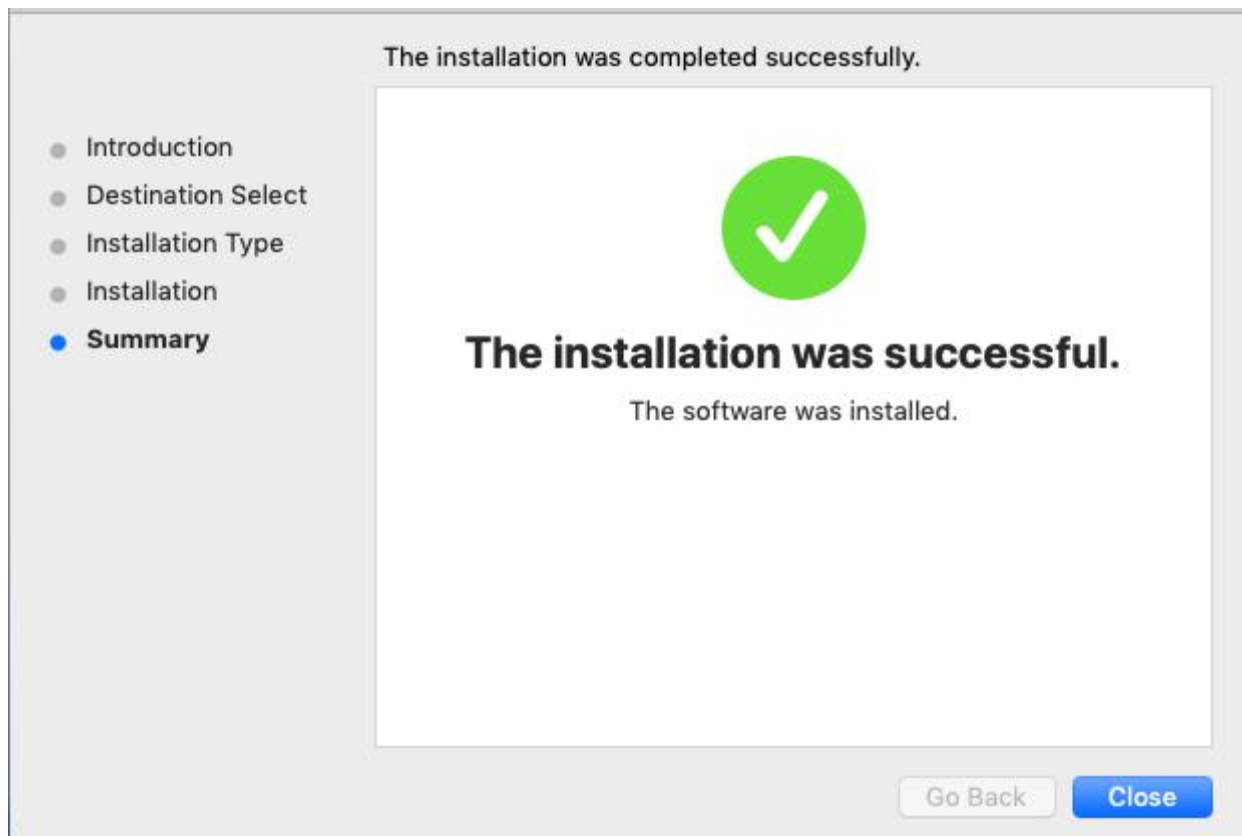 The installation was completed successfully.
Introduction
Destination Select
Installation Type
Installation
Summary
The installation was successful.
The software was installed.
Go Back
Close